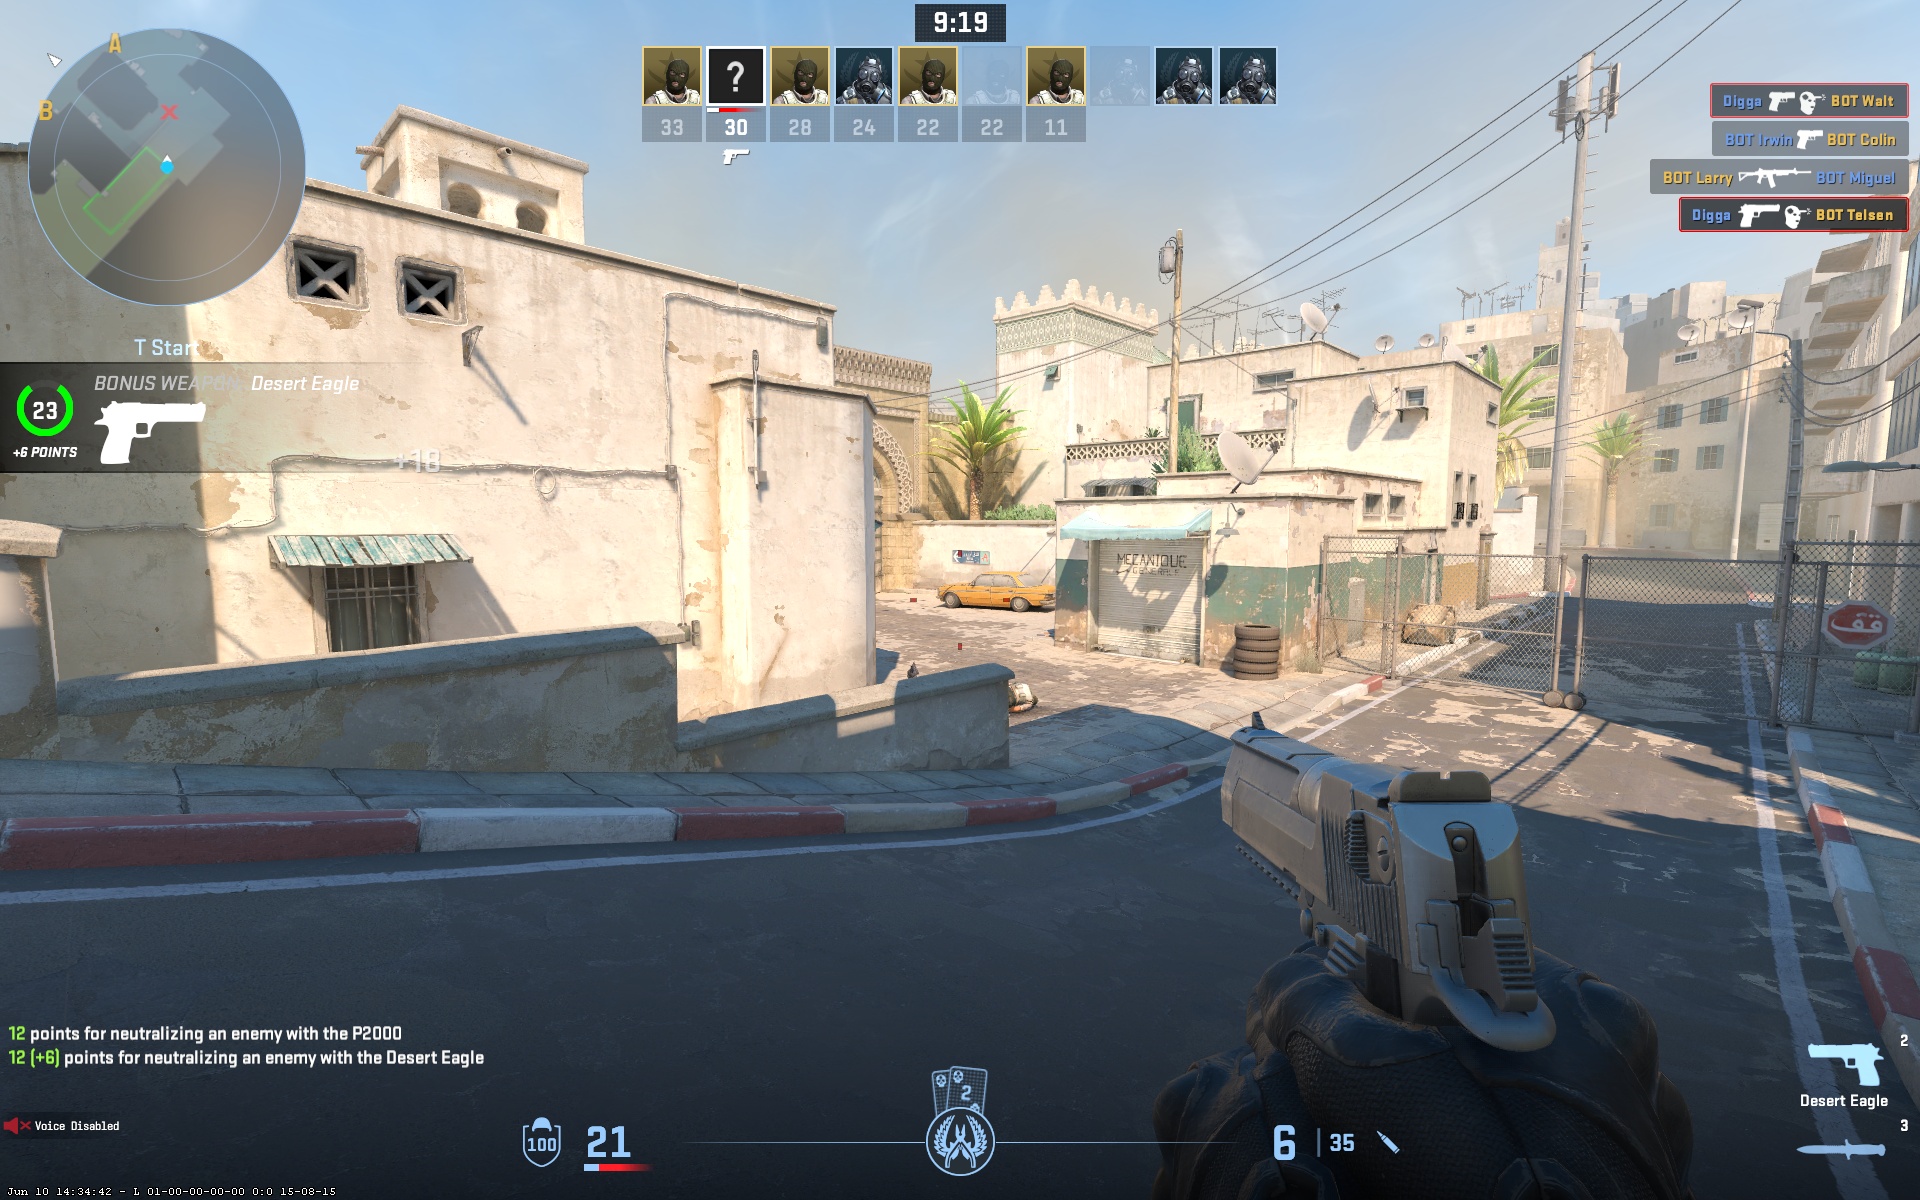 9:19
A
B
?
33 30 28 24 22 22 11
Digga BOT Walt
BOT Irwin BOT Colin
BOT Larry BOT Miguel
Digga BOT Telsen
T Start
BONUS WEAPON: Desert Eagle
23
+6 POINTS
+18
MECANIQUE
GENERALE
قف
12 points for neutralizing an enemy with the P2000
12 (+6) points for neutralizing an enemy with the Desert Eagle
Voice Disabled
100 21
2
6 | 35
2
Desert Eagle
3
Jun 10 14:34:42 - L 01-00-00-00-00 0:0 15-08-15